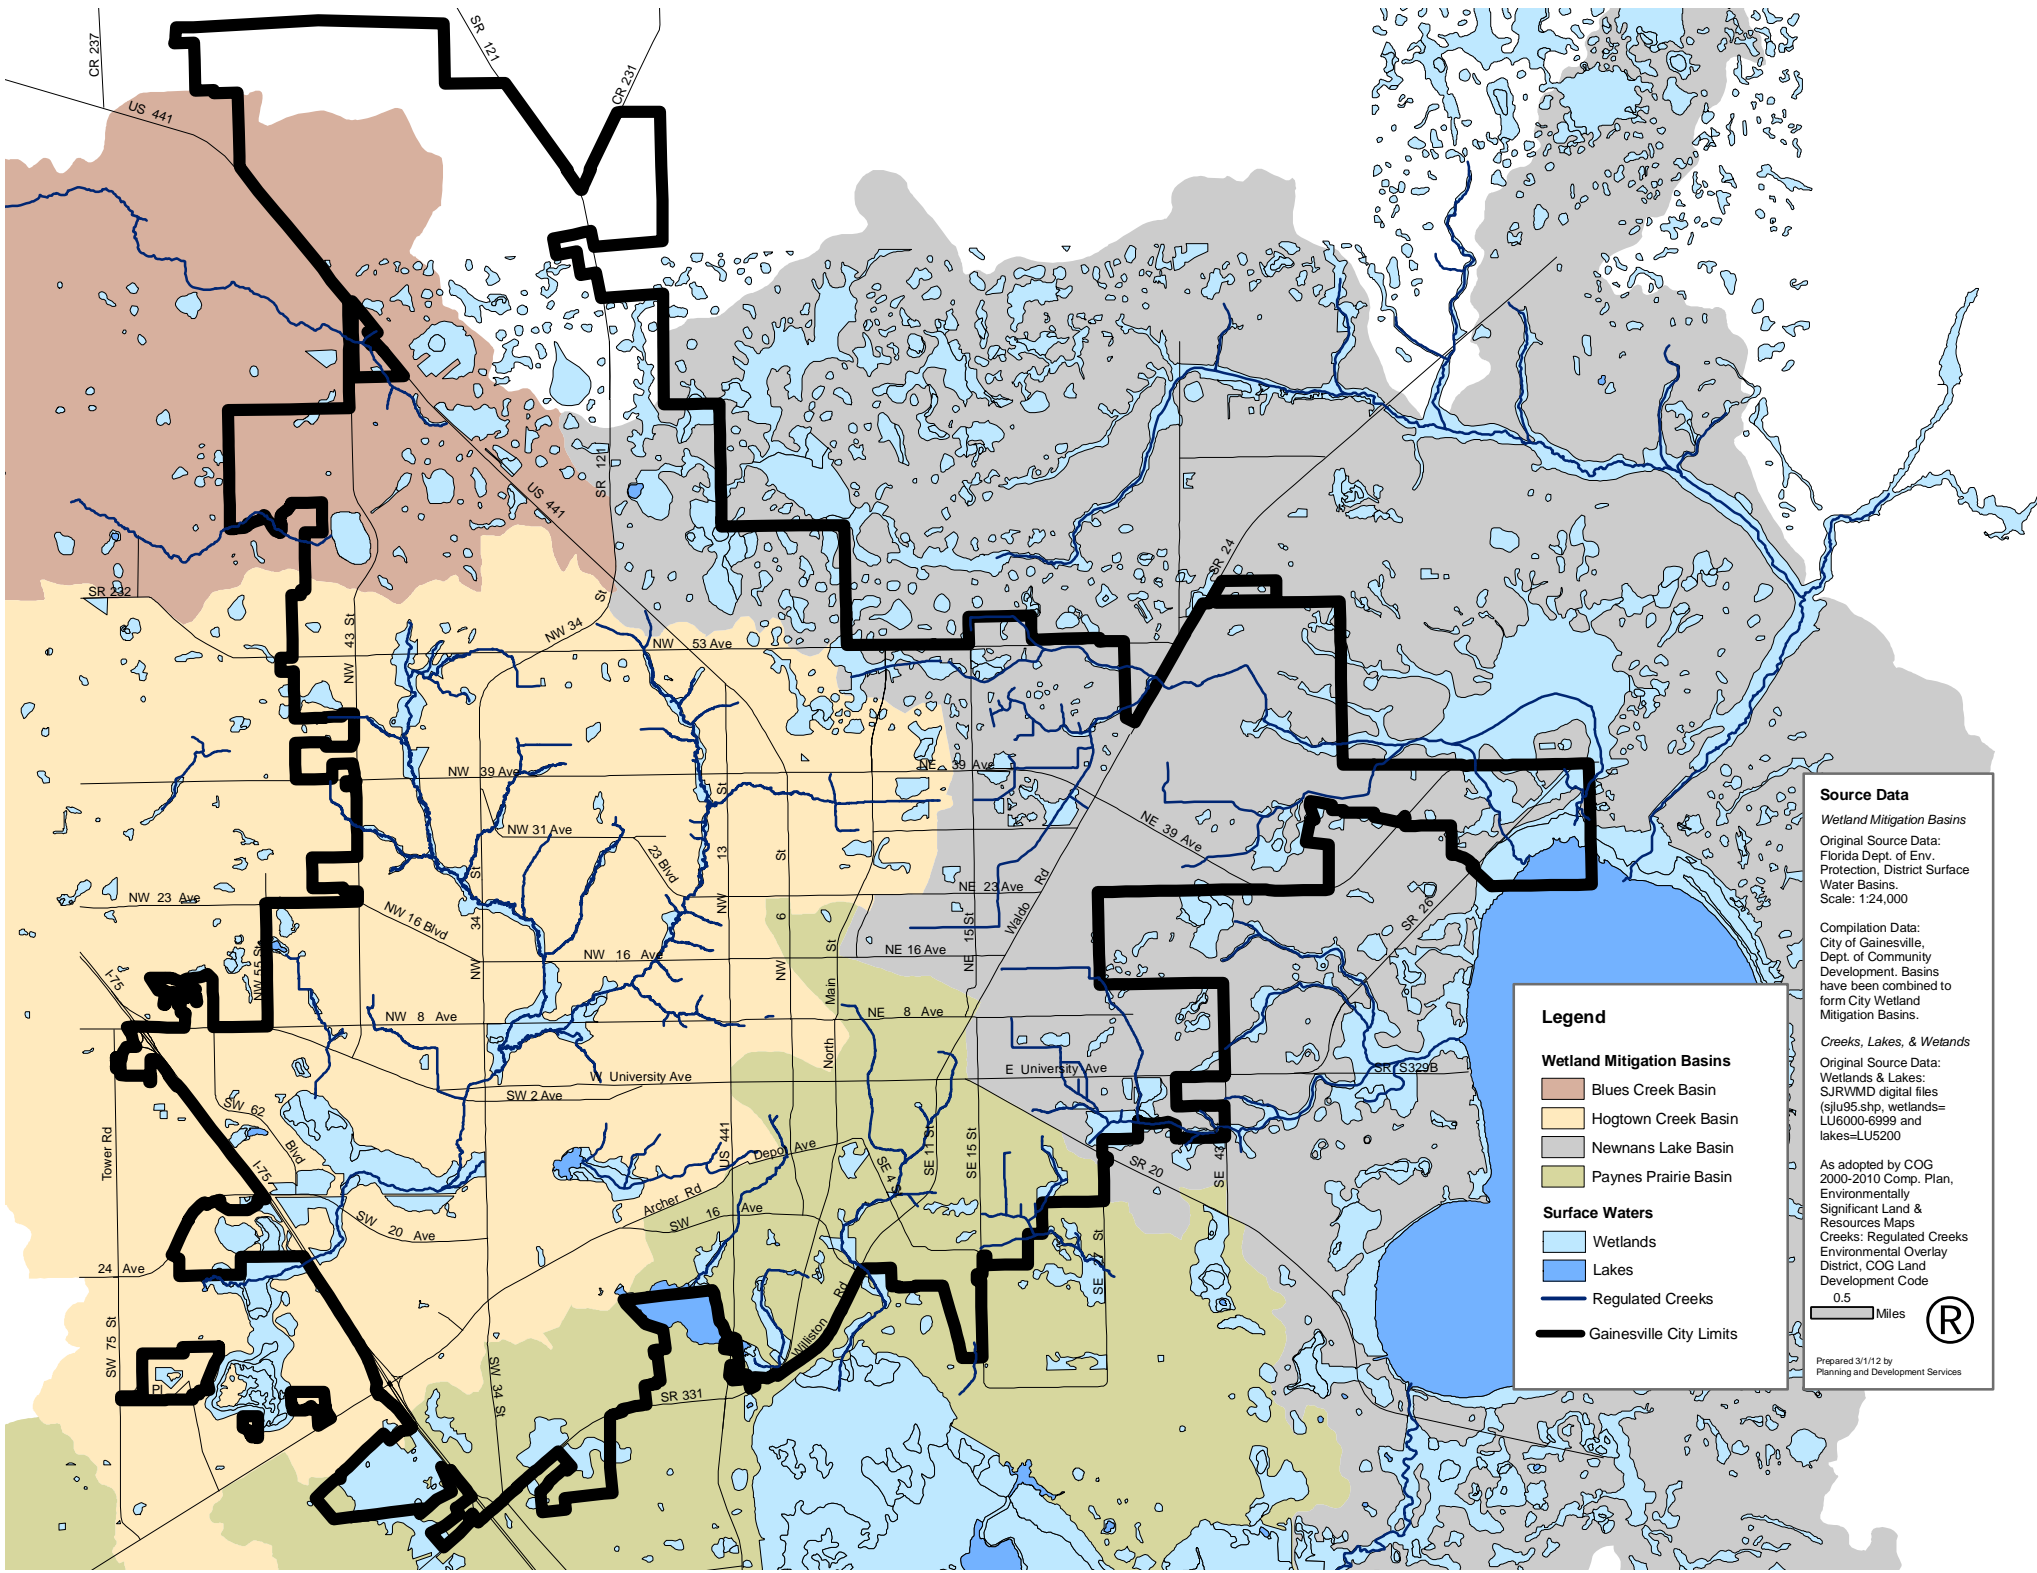 CR 237
SR 121
CR 231
US 441
SR 121
US 441
SR 24
SR 232
NW 43 St
NW 34 St
NW 53 Ave
NW 39 Ave
NE 39 Ave
NW 31 Ave
23 Blvd
NW 13 St
NE 39 Ave
NW 23 Ave
NW 16 Blvd
NW 34 St
NW 6 St
NE 23 Ave
Waldo Rd
NE 15 St
SR 26
NW 16 Ave
NE 16 Ave
NW 55 St
I-75
NW 8 Ave
North Main St
NE 8 Ave
W University Ave
E University Ave
SR S329B
SW 2 Ave
SW 62 Blvd
Tower Rd
I-75
US 441
Depot Ave
SE 4 St
SE 11 St
SE 15 St
SR 20
SE 43
Archer Rd
SW 16 Ave
SW 20 Ave
24 Ave
SE 27 St
Williston Rd
SW 75 St
SW 34 St
SR 331
Pl
Legend
Wetland Mitigation Basins
Blues Creek Basin
Hogtown Creek Basin
Newnans Lake Basin
Paynes Prairie Basin
Surface Waters
Wetlands
Lakes
Regulated Creeks
Gainesville City Limits
Source Data
Wetland Mitigation Basins
Original Source Data:
Florida Dept. of Env.
Protection, District Surface
Water Basins.
Scale: 1:24,000
Compilation Data:
City of Gainesville,
Dept. of Community
Development. Basins
have been combined to
form City Wetland
Mitigation Basins.
Creeks, Lakes, & Wetands
Original Source Data:
Wetlands & Lakes:
SJRWMD digital files
(sjlu95.shp, wetlands=
LU6000-6999 and
lakes=LU5200
As adopted by COG
2000-2010 Comp. Plan,
Environmentally
Significant Land &
Resources Maps
Creeks: Regulated Creeks
Environmental Overlay
District, COG Land
Development Code
0.5
Miles
R
Prepared 3/1/12 by
Planning and Development Services